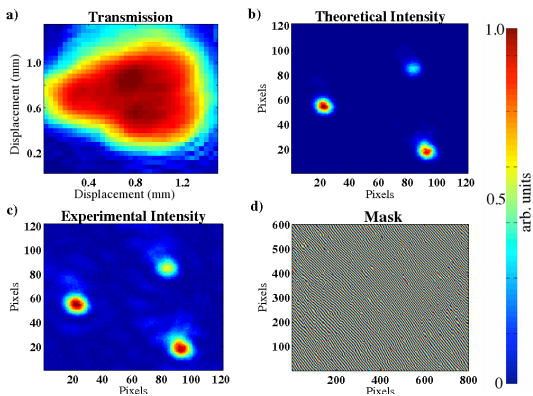 a) Transmission
Displacement (mm)
1.0
0.6
0.2
0.4 0.8 1.2
Displacement (mm)
b) Theoretical Intensity
Pixels
120
100
80
60
40
20
20 40 60 80 100 120
Pixels
1.0
0.5
0
arb. units
c) Experimental Intensity
Pixels
120
100
80
60
40
20
20 40 60 80 100 120
Pixels
d) Mask
Pixels
600
500
400
300
200
100
200 400 600 800
Pixels